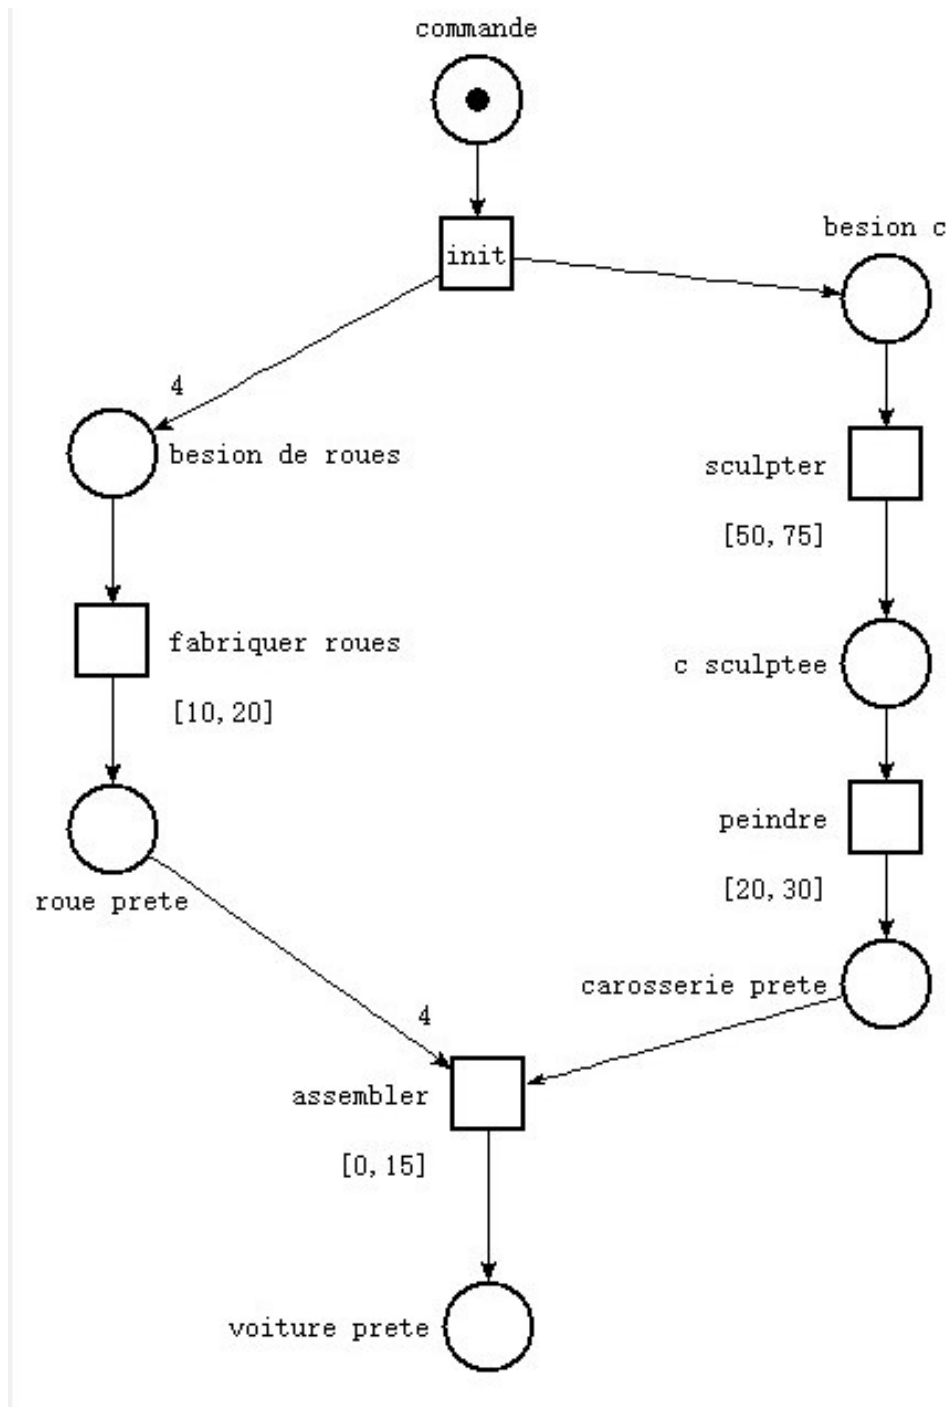 commande
init
besion c
4
besion de roues
sculpter
[50,75]
fabriquer roues
[10,20]
c sculptee
peindre
[20,30]
roue prete
carosserie prete
4
assembler
[0,15]
voiture prete